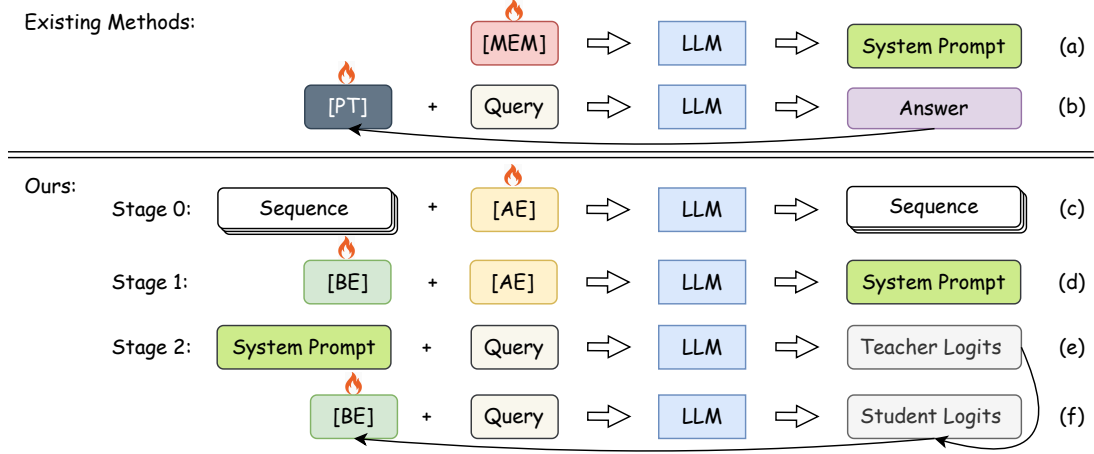 Existing Methods:
[MEM] LLM System Prompt (a)
[PT] + Query LLM Answer (b)
Ours:
Stage 0: Sequence + [AE] LLM Sequence (c)
Stage 1: [BE] + [AE] LLM System Prompt (d)
Stage 2: System Prompt + Query LLM Teacher Logits (e)
[BE] + Query LLM Student Logits (f)